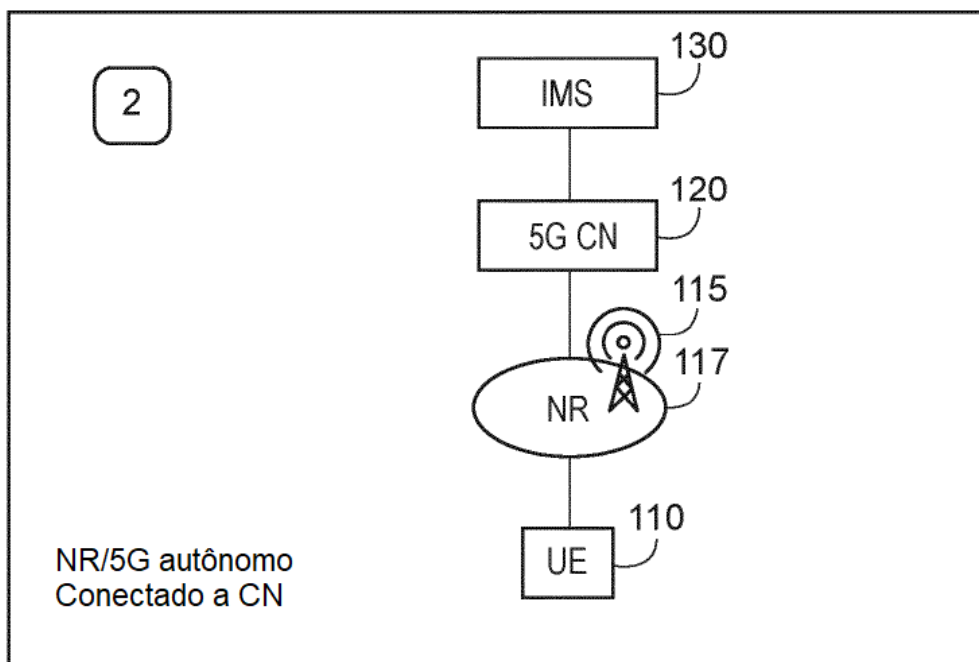 2
130
IMS
120
5G CN
115
117
NR
110
UE
NR/5G autônomo
Conectado a CN